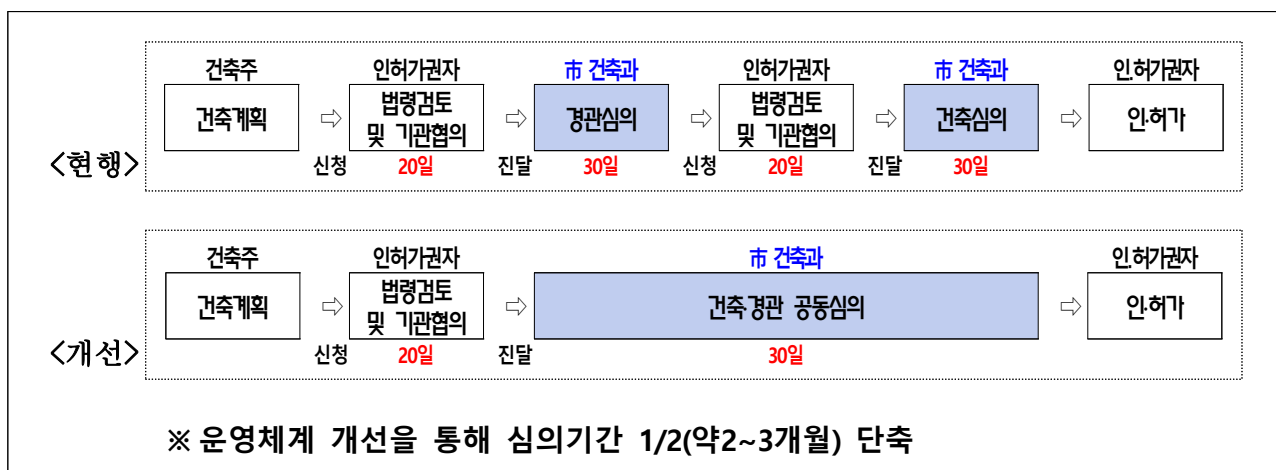 건축주 인허가권자 市 건축과 인허가권자 市 건축과 인.허가권자
건축계획 ⇨ 법령검토 및 기관협의 ⇨ 경관심의 ⇨ 법령검토 및 기관협의 ⇨ 건축심의 ⇨ 인·허가
<현행>
신청 20일 진달 30일 신청 20일 진달 30일
건축주 인허가권자 市 건축과 인.허가권자
건축계획 ⇨ 법령검토 및 기관협의 ⇨ 건축·경관 공동심의 ⇨ 인·허가
<개선>
신청 20일 진달 30일
※ 운영체계 개선을 통해 심의기간 1/2(약2~3개월) 단축